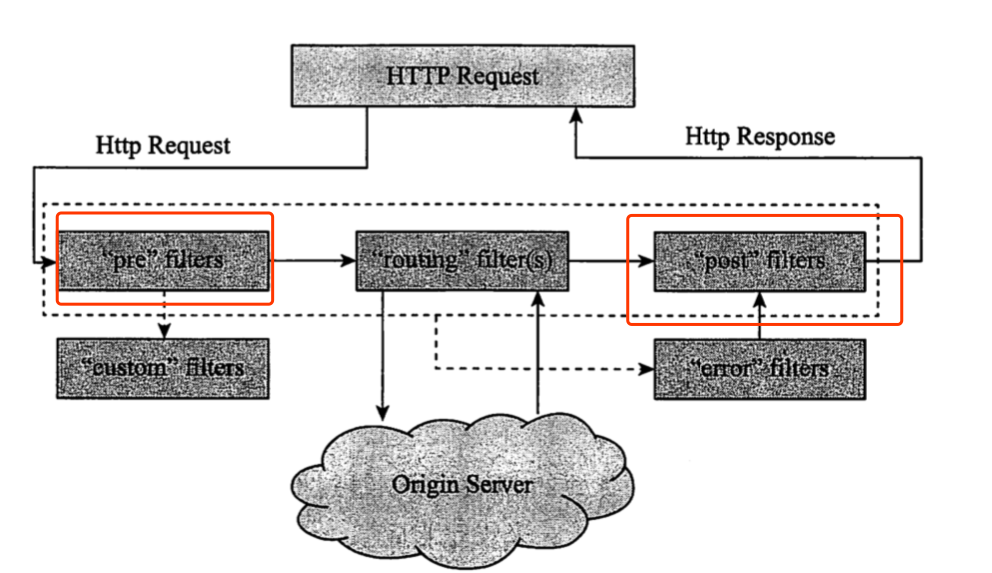 HTTP Request
Http Request
Http Response
“pre” filters
“routing” filter(s)
“post” filters
“custom” filters
“error” filters
Origin Server